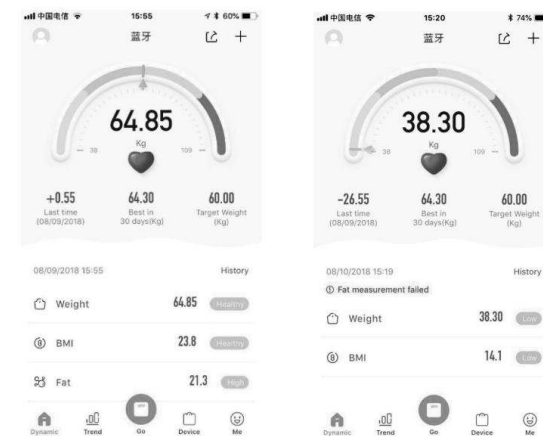 中国电信 15:55 60%
蓝牙
64.85
Kg
38 109
+0.55 64.30 60.00
Last time Best in Target Weight
(08/09/2018) 30 days(Kg) (Kg)
08/09/2018 15:55 History
Weight 64.85 Healthy
BMI 23.8 Healthy
Fat 21.3 High
Dynamic Trend Go Device Me
中国电信 15:20 74%
蓝牙
38.30
Kg
38 109
-26.55 64.30 60.00
Last time Best in Target Weight
(08/09/2018) 30 days(Kg) (Kg)
08/10/2018 15:19 History
Fat measurement failed
Weight 38.30 Low
BMI 14.1 Low
Dynamic Trend Go Device Me